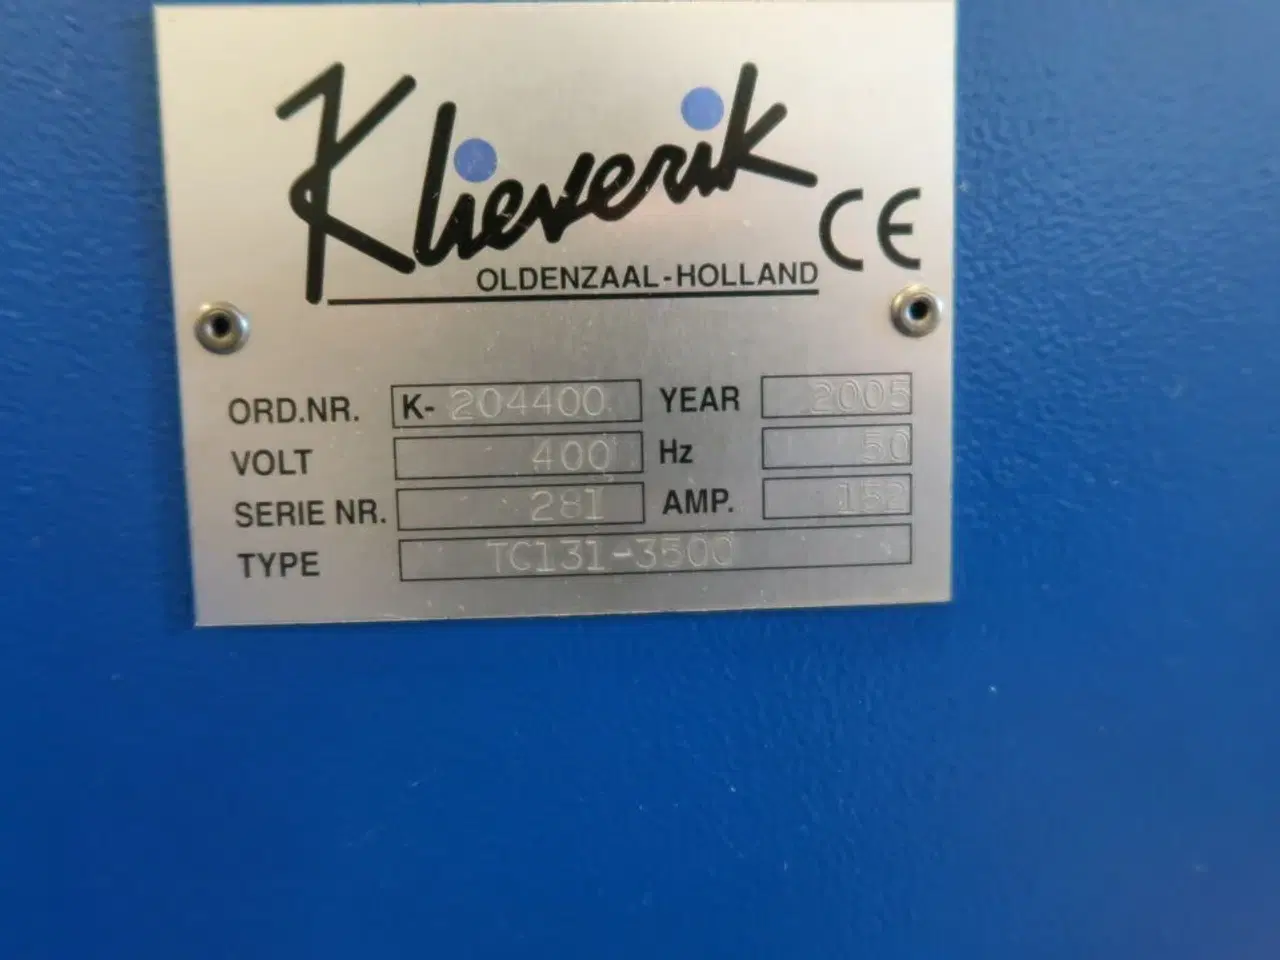 Klieverik CE
OLDENZAAL-HOLLAND
ORD.NR. K- 204400 YEAR 2005
VOLT 400 Hz 50
SERIE NR. 281 AMP. 152
TYPE TC131-3500